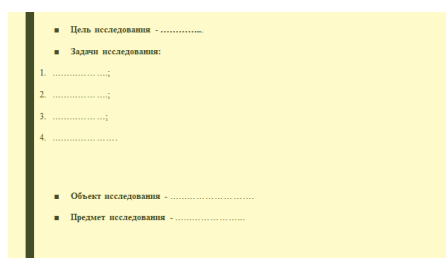 ▪ Цель исследования - …………..
▪ Задачи исследования:
1. ………………….;
2. ………………….;
3. …………………;
4. …………………….
▪ Объект исследования - …………………………….
▪ Предмет исследования - ………………………..